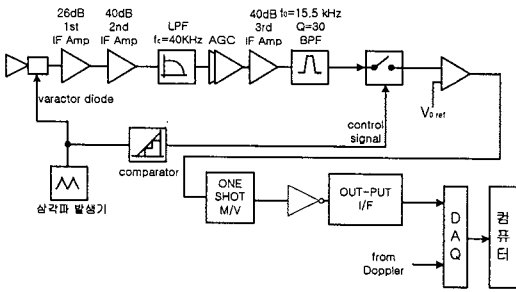 26dB
1st
IF Amp
40dB
2nd
IF Amp
LPF
fc=40KHz
AGC
40dB
3rd
IF Amp
f0=15.5 kHz
Q=30
BPF
varactor diode
control
signal
V0 ref
comparator
삼각파 발생기
ONE
SHOT
M/V
OUT-PUT
I/F
from
Doppler
D
A
Q
컴
퓨
터